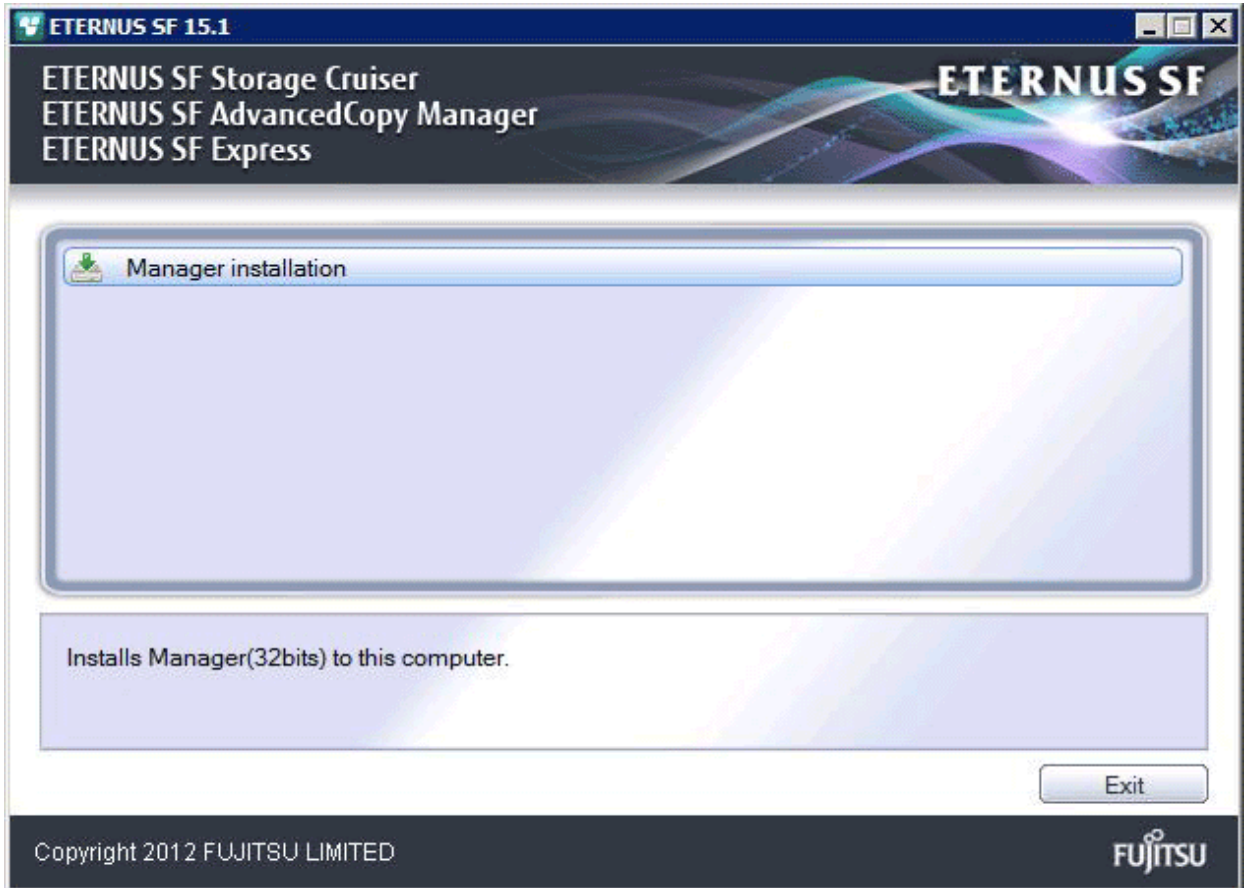 ETERNUS SF 15.1
ETERNUS SF Storage Cruiser
ETERNUS SF AdvancedCopy Manager
ETERNUS SF Express
ETERNUS SF
Manager installation
Installs Manager(32bits) to this computer.
Exit
Copyright 2012 FUJITSU LIMITED
FUJITSU